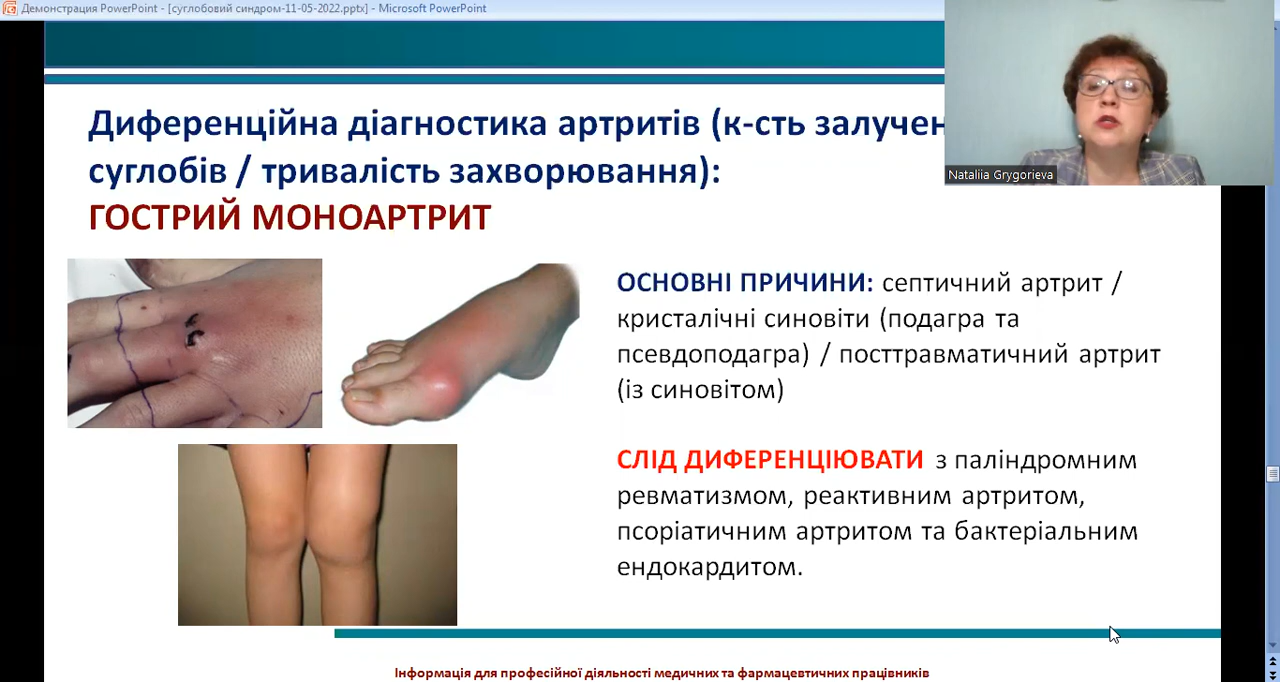 Демонстрация PowerPoint - [суглобовий синдром-11-05-2022.pptx] - Microsoft PowerPoint
Диференційна діагностика артритів (к-сть залучен
суглобів / тривалість захворювання):
ГОСТРИЙ МОНОАРТРИТ
Nataliia Grygorieva
ОСНОВНІ ПРИЧИНИ: септичний артрит /
кристалічні синовіти (подагра та
псевдоподагра) / посттравматичний артрит
(із синовітом)
СЛІД ДИФЕРЕНЦІЮВАТИ з паліндромним
ревматизмом, реактивним артритом,
псоріатичним артритом та бактеріальним
ендокардитом.
Інформація для професійної діяльності медичних та фармацевтичних працівників